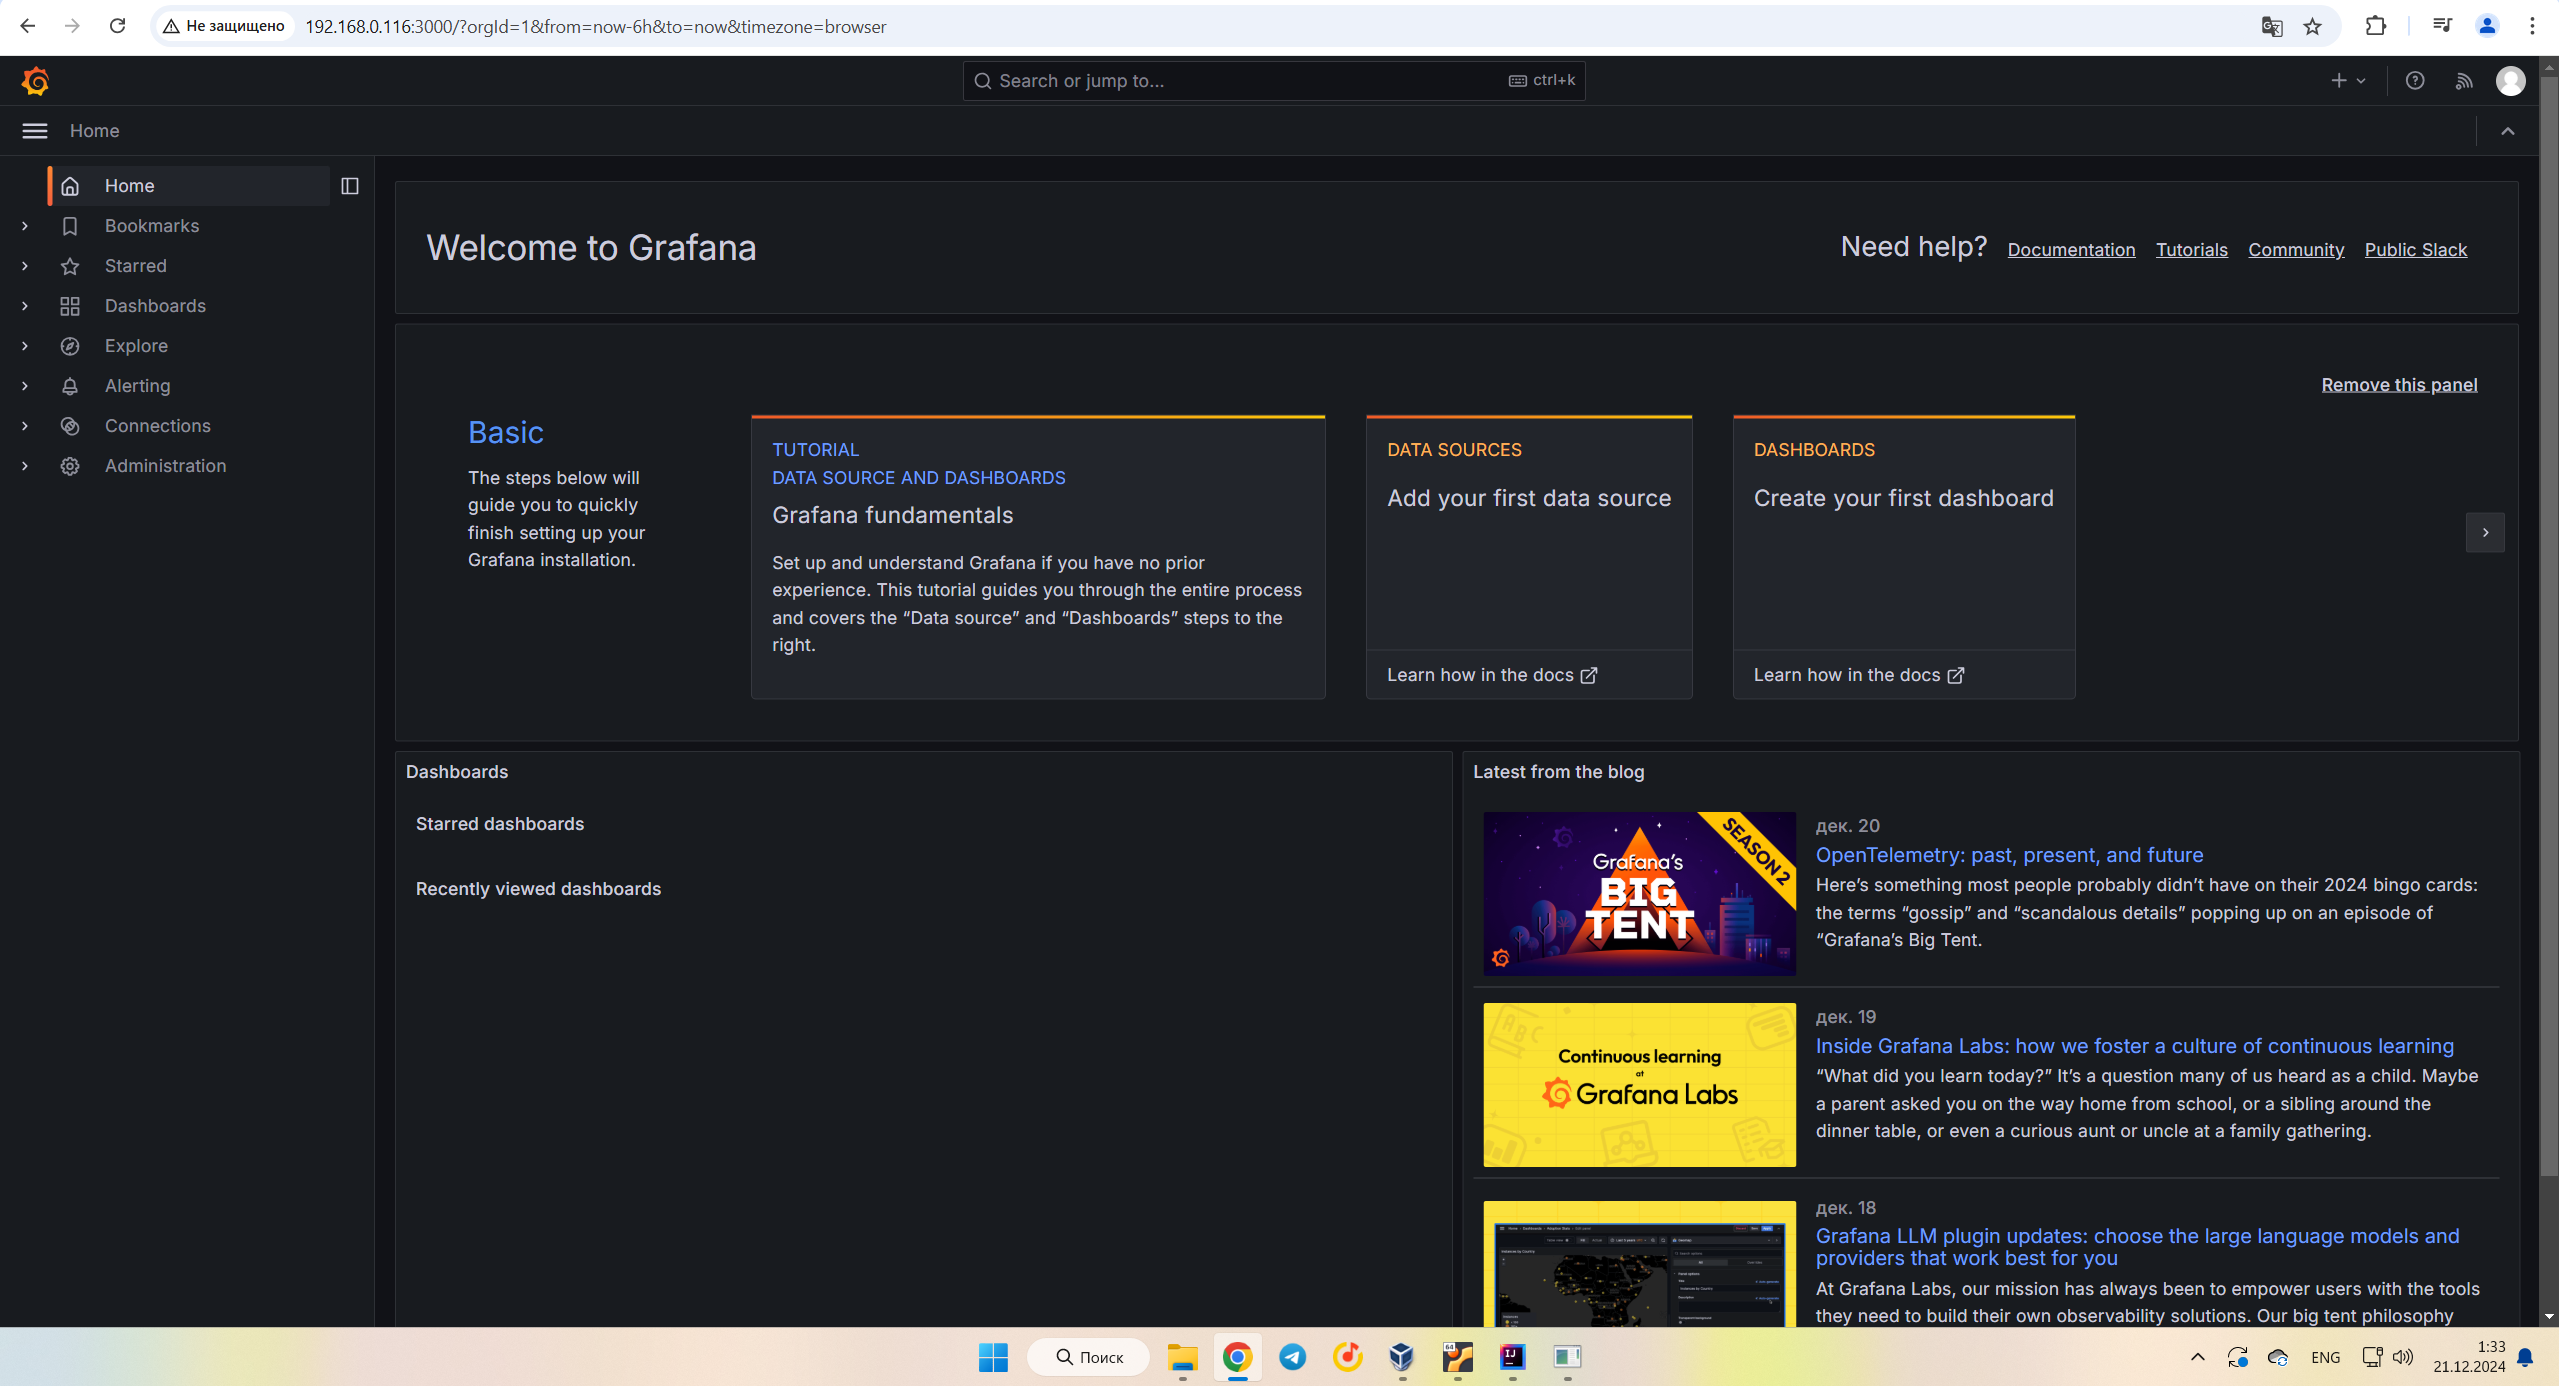 Не защищено
192.168.0.116:3000/?orgId=1&from=now-6h&to=now&timezone=browser
Search or jump to...
ctrl+k
Home
Home
Bookmarks
Starred
Dashboards
Explore
Alerting
Connections
Administration
Welcome to Grafana
Need help?
Documentation
Tutorials
Community
Public Slack
Remove this panel
Basic
The steps below will
guide you to quickly
finish setting up your
Grafana installation.
TUTORIAL
DATA SOURCE AND DASHBOARDS
Grafana fundamentals
Set up and understand Grafana if you have no prior
experience. This tutorial guides you through the entire process
and covers the “Data source” and “Dashboards” steps to the
right.
DATA SOURCES
Add your first data source
Learn how in the docs
DASHBOARDS
Create your first dashboard
Learn how in the docs
Dashboards
Starred dashboards
Recently viewed dashboards
Latest from the blog
SEASON 2
Grafana's
BIG
TENT
дек. 20
OpenTelemetry: past, present, and future
Here’s something most people probably didn’t have on their 2024 bingo cards:
the terms “gossip” and “scandalous details” popping up on an episode of
“Grafana’s Big Tent.
ABC
Continuous learning
at
Grafana Labs
дек. 19
Inside Grafana Labs: how we foster a culture of continuous learning
“What did you learn today?” It’s a question many of us heard as a child. Maybe
a parent asked you on the way home from school, or a sibling around the
dinner table, or even a curious aunt or uncle at a family gathering.
дек. 18
Grafana LLM plugin updates: choose the large language models and
providers that work best for you
At Grafana Labs, our mission has always been to empower users with the tools
they need to build their own observability solutions. Our big tent philosophy
Поиск
64
IJ
ENG
1:33
21.12.2024